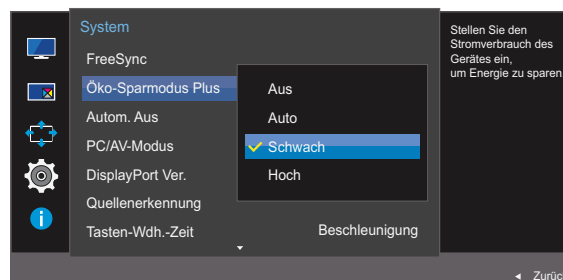 System
FreeSync
Öko-Sparmodus Plus
Autom. Aus
PC/AV-Modus
DisplayPort Ver.
Quellenerkennung
Tasten-Wdh.-Zeit
Beschleunigung
Aus
Auto
Schwach
Hoch
Stellen Sie den
Stromverbrauch des
Gerätes ein,
um Energie zu sparen